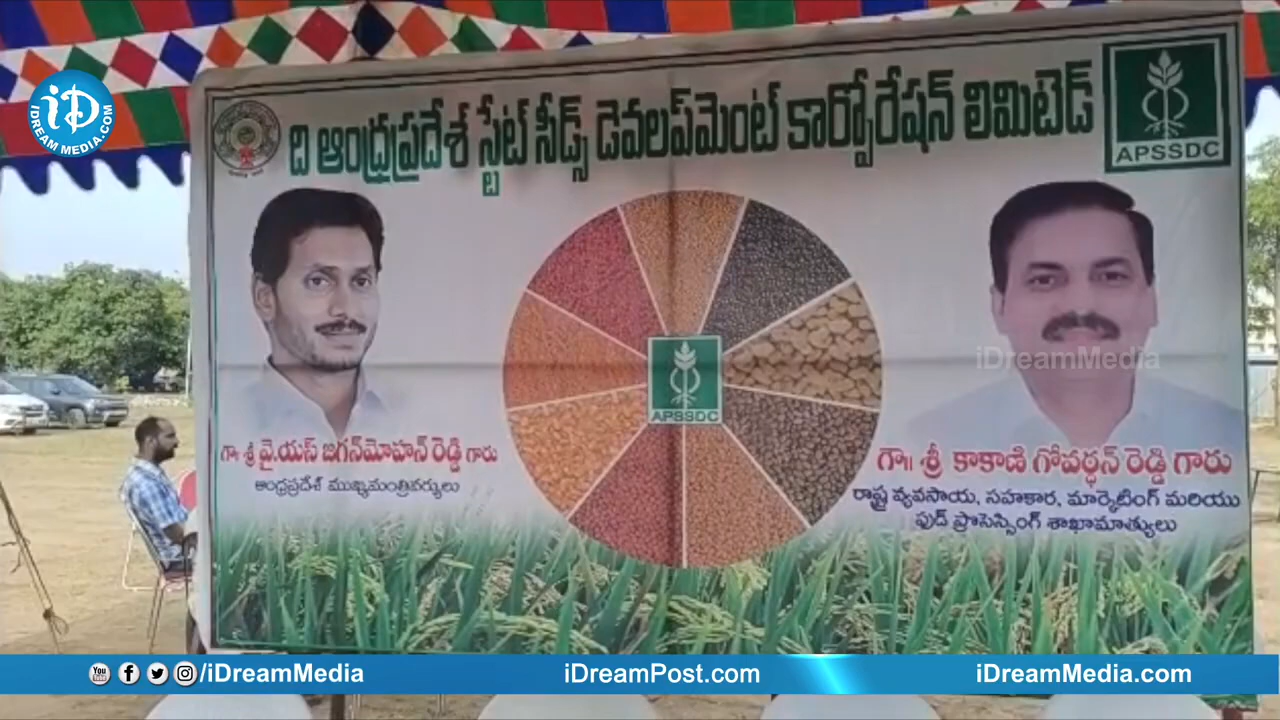 iD
iDREAM MEDIA.COM
ది ఆంధ్రప్రదేశ్ స్టేట్ సీడ్స్ డెవలప్‌మెంట్ కార్పోరేషన్ లిమిటెడ్
APSSDC
iDreamMedia
APSSDC
గౌ శ్రీ వై.యస్ జగన్‌మోహన్ రెడ్డి గారు
ఆంధ్రప్రదేశ్ ముఖ్యమంత్రివర్యులు
గౌ॥ శ్రీ కాకాణి గోవర్ధన్ రెడ్డి గారు
రాష్ట్ర వ్యవసాయ, సహకార, మార్కెటింగ్ మరియు
ఫుడ్ ప్రాసెస్సింగ్ శాఖామాత్యులు
/iDreamMedia
iDreamPost.com
iDreamMedia.com